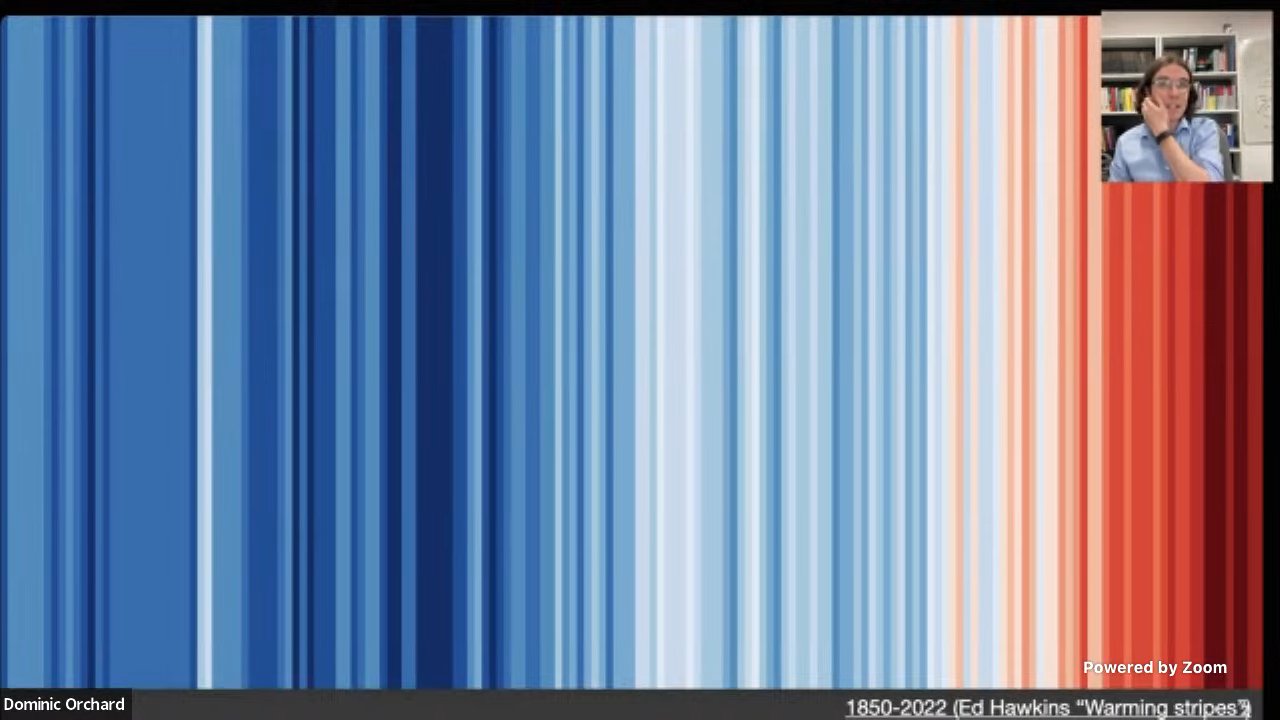 Powered by Zoom
Dominic Orchard
1850-2022 (Ed Hawkins “Warming stripes”)